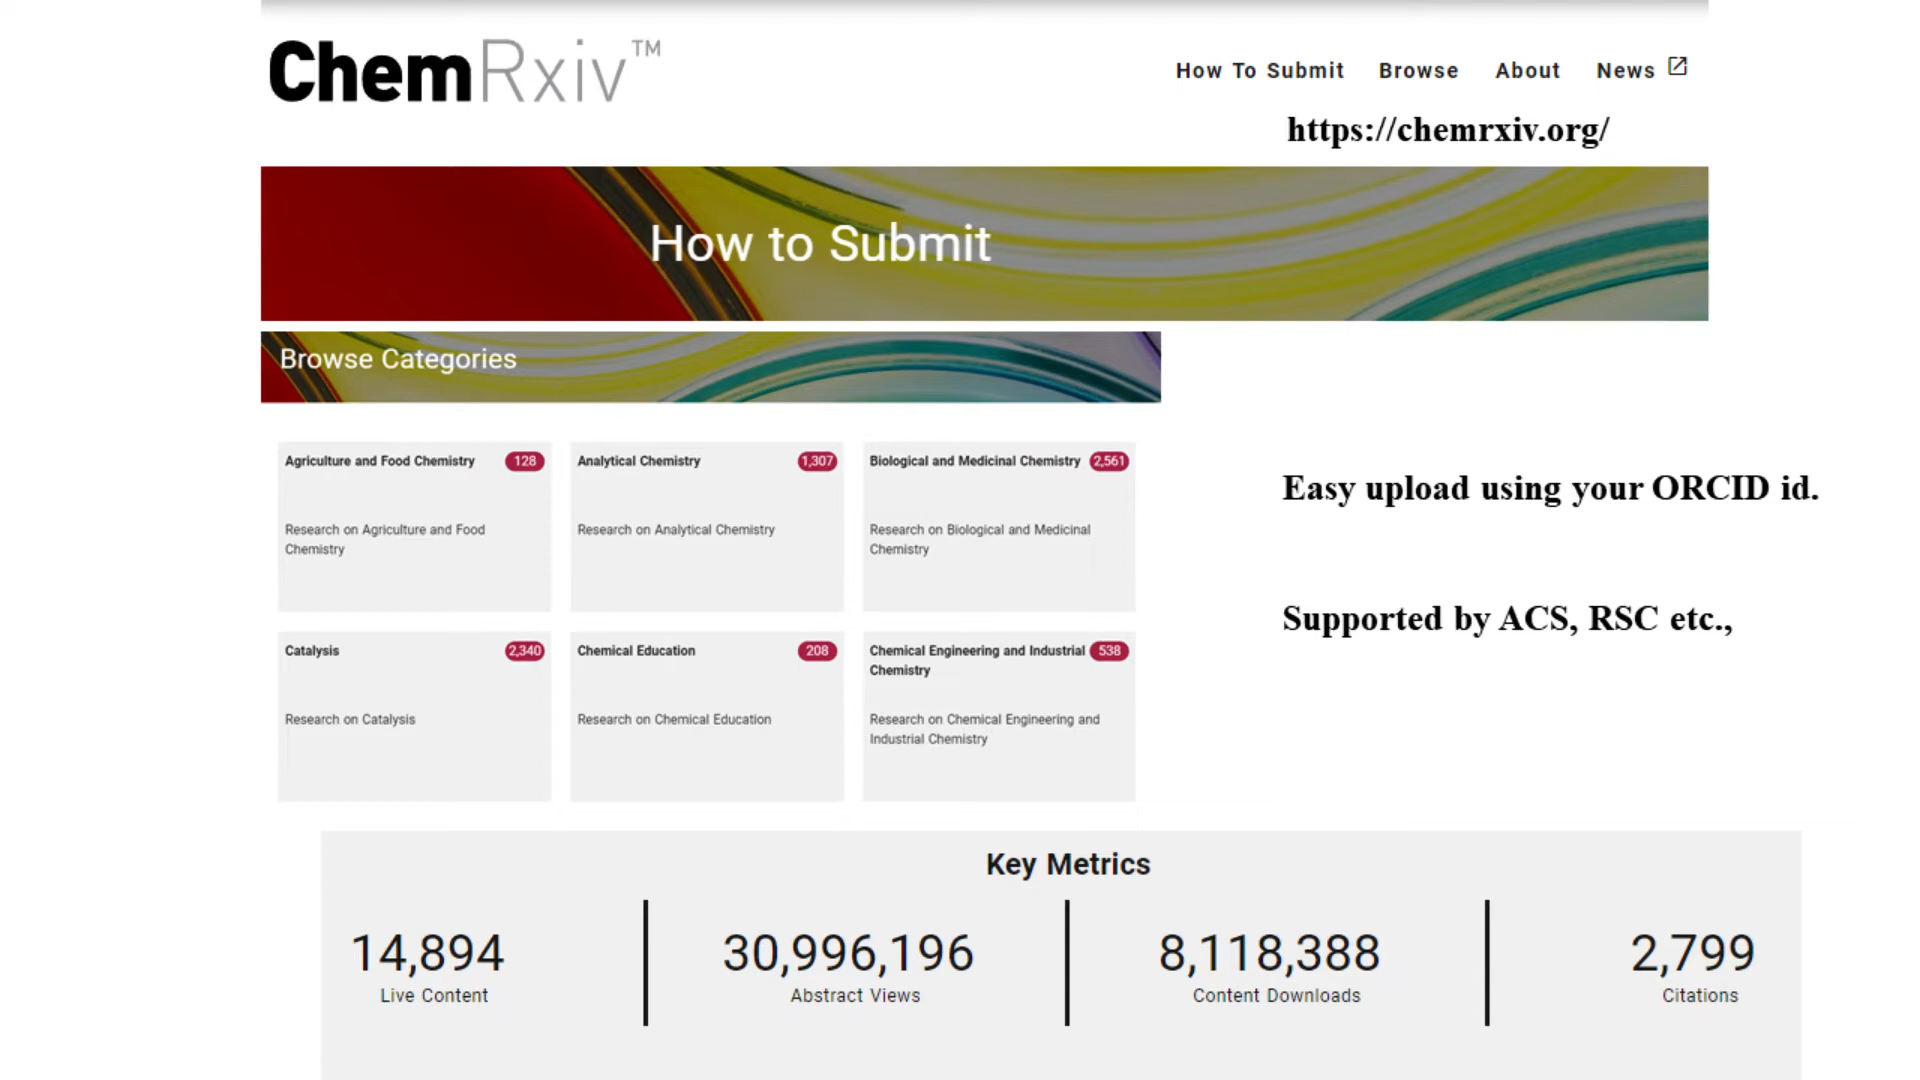 ChemRxiv™
How To Submit Browse About News
https://chemrxiv.org/
How to Submit
Browse Categories
Agriculture and Food Chemistry 128
Research on Agriculture and Food
Chemistry
Analytical Chemistry 1,307
Research on Analytical Chemistry
Biological and Medicinal Chemistry 2,561
Research on Biological and Medicinal
Chemistry
Easy upload using your ORCID id.
Supported by ACS, RSC etc.,
Catalysis 2,340
Research on Catalysis
Chemical Education 208
Research on Chemical Education
Chemical Engineering and Industrial 538
Chemistry
Research on Chemical Engineering and
Industrial Chemistry
Key Metrics
14,894
Live Content
30,996,196
Abstract Views
8,118,388
Content Downloads
2,799
Citations